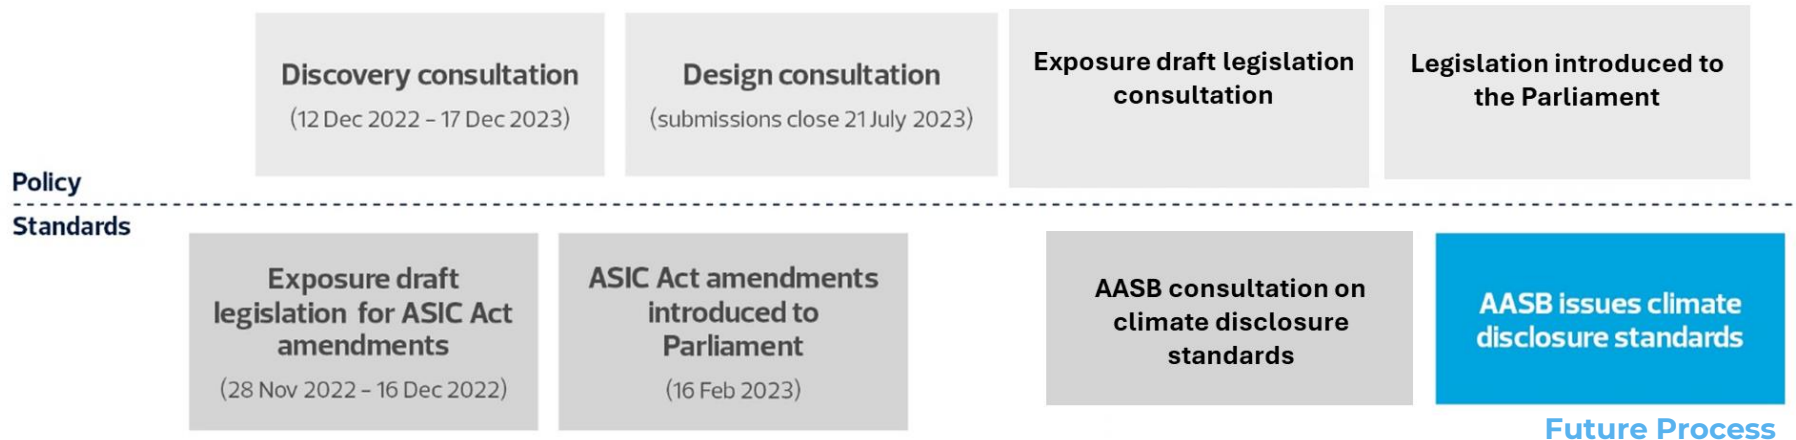 Discovery consultation
(12 Dec 2022 – 17 Dec 2023)
Design consultation
(submissions close 21 July 2023)
Exposure draft legislation
consultation
Legislation introduced to
the Parliament
Policy
Standards
Exposure draft
legislation for ASIC Act
amendments
(28 Nov 2022 – 16 Dec 2022)
ASIC Act amendments
introduced to
Parliament
(16 Feb 2023)
AASB consultation on
climate disclosure
standards
AASB issues climate
disclosure standards
Future Process